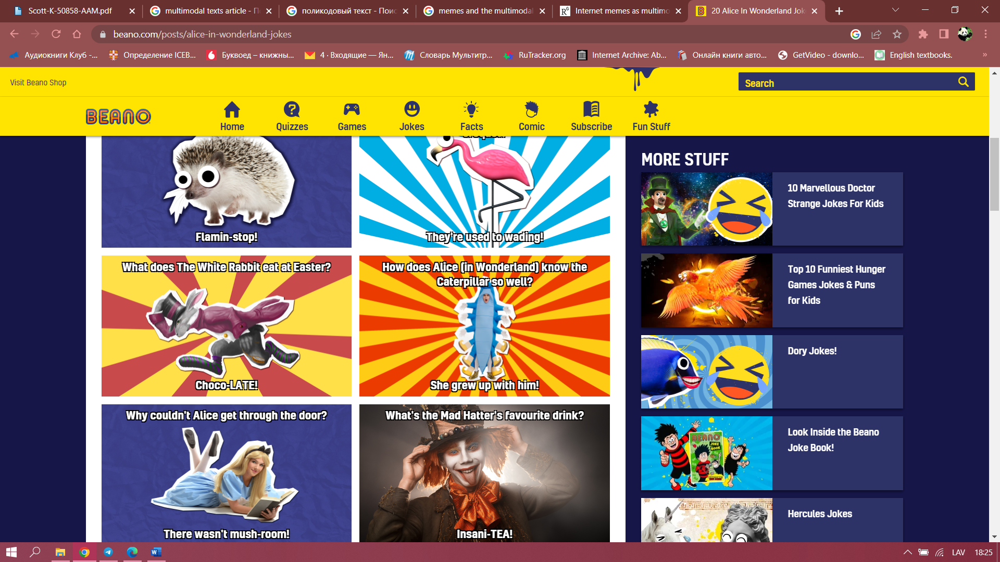 Scott-K-50858-AAM.pdf
multimodal texts article - П
поликодовый текст - Пои
memes and the multimodal
Internet memes as multimo
20 Alice In Wonderland Jok
beano.com/posts/alice-in-wonderland-jokes
Аудиокниги Клуб -...
Определение ICEB...
Буквоед – книжны...
4 · Входящие — Ян...
Словарь Мультитр...
RuTracker.org
Internet Archive: Ab...
Онлайн книги авто...
GetVideo - downlo...
English textbooks.
Visit Beano Shop
Search
BEANO
Home
Quizzes
Games
Jokes
Facts
Comic
Subscribe
Fun Stuff
Flamin-stop!
They're used to wading!
What does The White Rabbit eat at Easter?
Choco-LATE!
How does Alice (in Wonderland) know the
Caterpillar so well?
She grew up with him!
Why couldn't Alice get through the door?
There wasn't mush-room!
What's the Mad Hatter's favourite drink?
Insani-TEA!
MORE STUFF
10 Marvellous Doctor
Strange Jokes For Kids
Top 10 Funniest Hunger
Games Jokes & Puns
for Kids
Dory Jokes!
BEANO
JOKE
BOOK
Look Inside the Beano
Joke Book!
Hercules Jokes
LAV
18:25